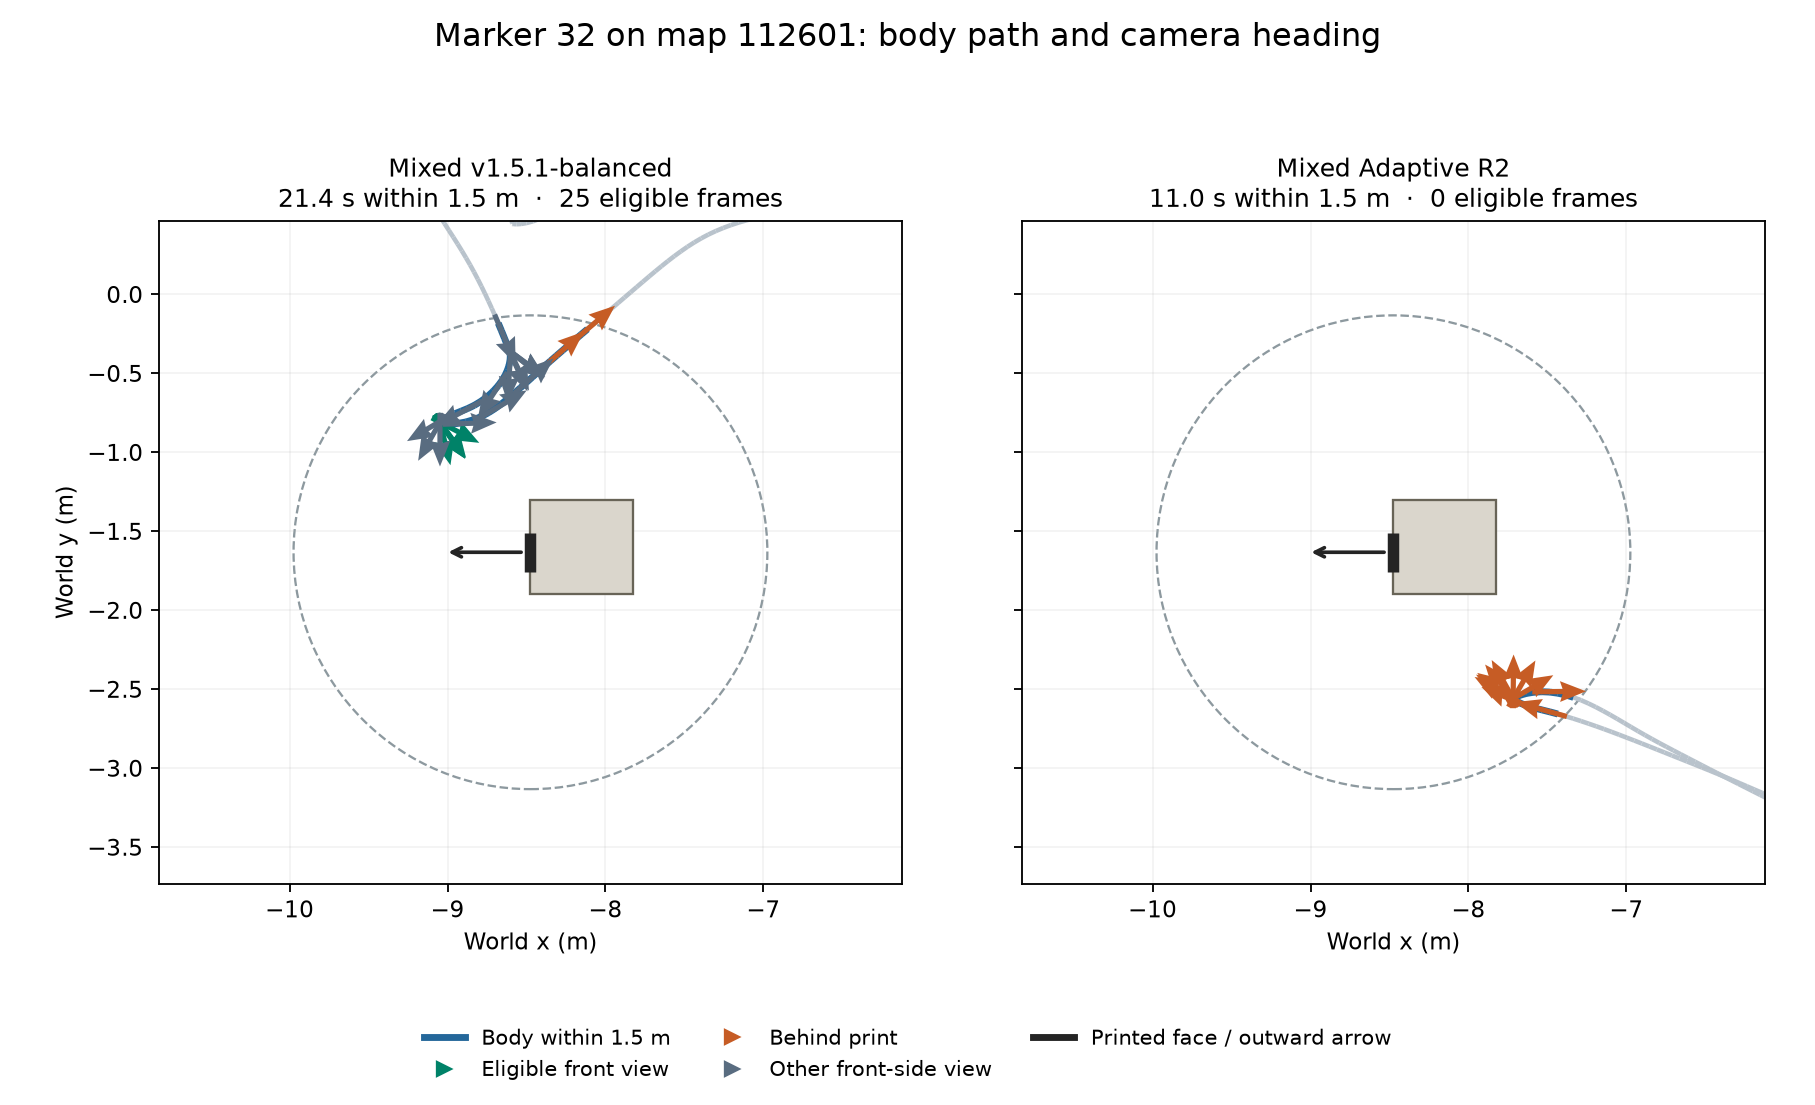 Marker 32 on map 112601: body path and camera heading
Mixed v1.5.1-balanced
21.4 s within 1.5 m · 25 eligible frames
Mixed Adaptive R2
11.0 s within 1.5 m · 0 eligible frames
World y (m)
0.0
−0.5
−1.0
−1.5
−2.0
−2.5
−3.0
−3.5
−10 −9 −8 −7
World x (m)
−10 −9 −8 −7
World x (m)
Body within 1.5 m
Eligible front view
Behind print
Other front-side view
Printed face / outward arrow